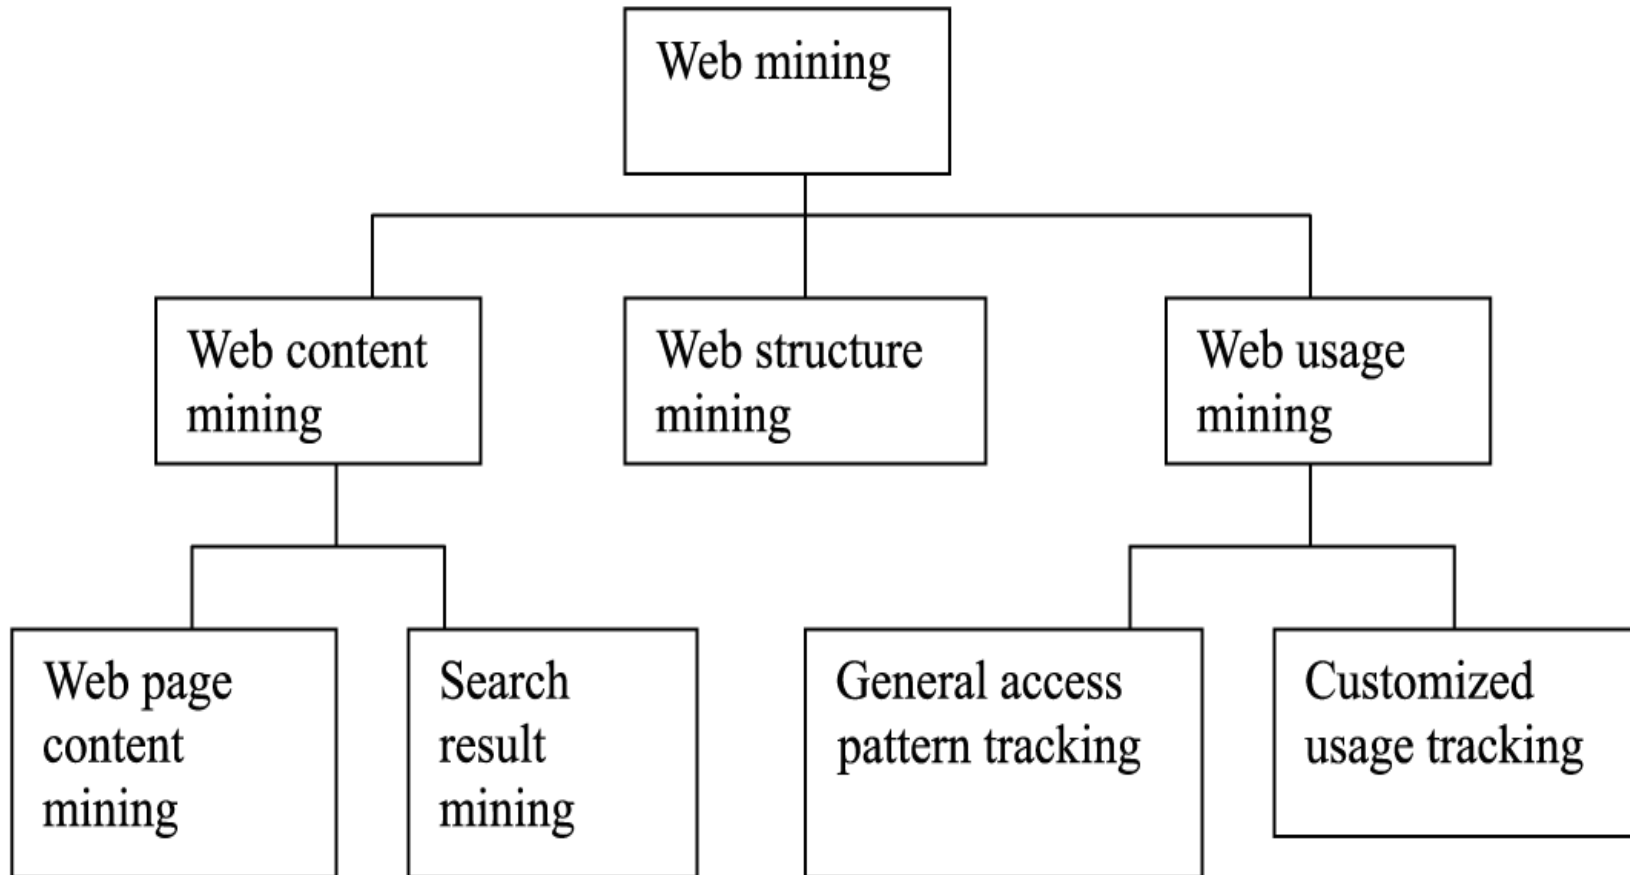 Web mining
Web content
mining
Web structure
mining
Web usage
mining
Web page
content
mining
Search
result
mining
General access
pattern tracking
Customized
usage tracking